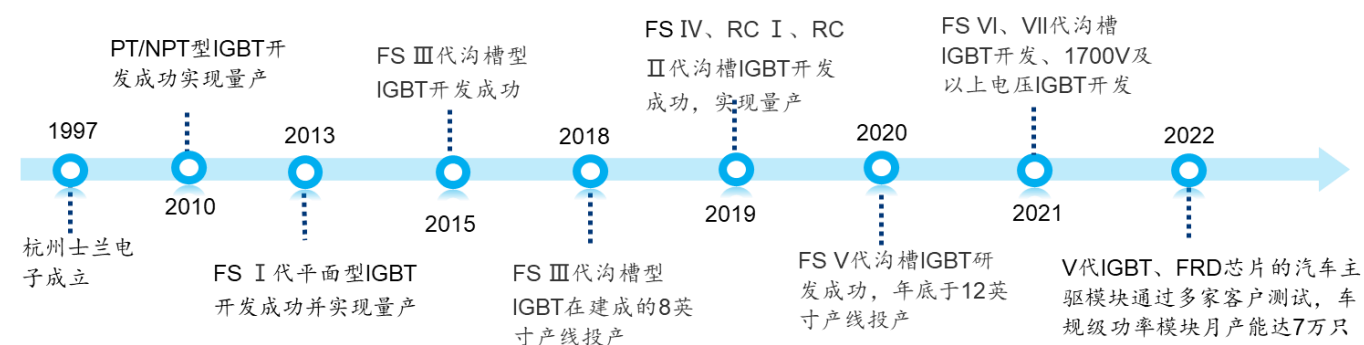 1997
杭州士兰电
子成立
PT/NPT型IGBT开
发成功实现量产
2010
2013
FS Ⅰ代平面型IGBT
开发成功并实现量产
FS Ⅲ代沟槽型
IGBT开发成功
2015
2018
FS Ⅲ代沟槽型
IGBT在建成的8英
寸产线投产
FS Ⅳ、RC Ⅰ、RC
Ⅱ代沟槽IGBT开发
成功，实现量产
2019
2020
FS V代沟槽IGBT研
发成功，年底于12英
寸产线投产
FS VI、VII代沟槽
IGBT开发、1700V及
以上电压IGBT开发
2021
2022
V代IGBT、FRD芯片的汽车主
驱模块通过多家客户测试，车
规级功率模块月产能达7万只